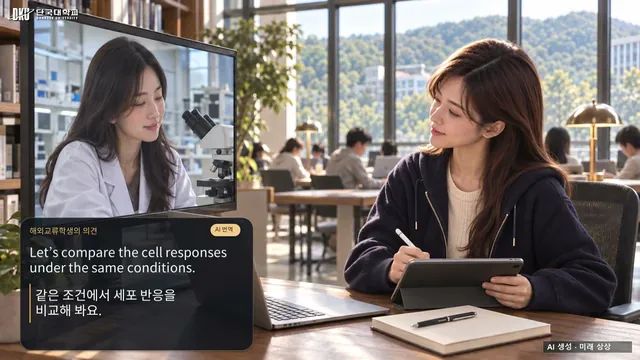 DKU 단국대학교
DANKOOK UNIVERSITY
해외교류학생의 의견
AI 번역
Let's compare the cell responses
under the same conditions.
같은 조건에서 세포 반응을
비교해 봐요.
AI 생성 · 미래 상상